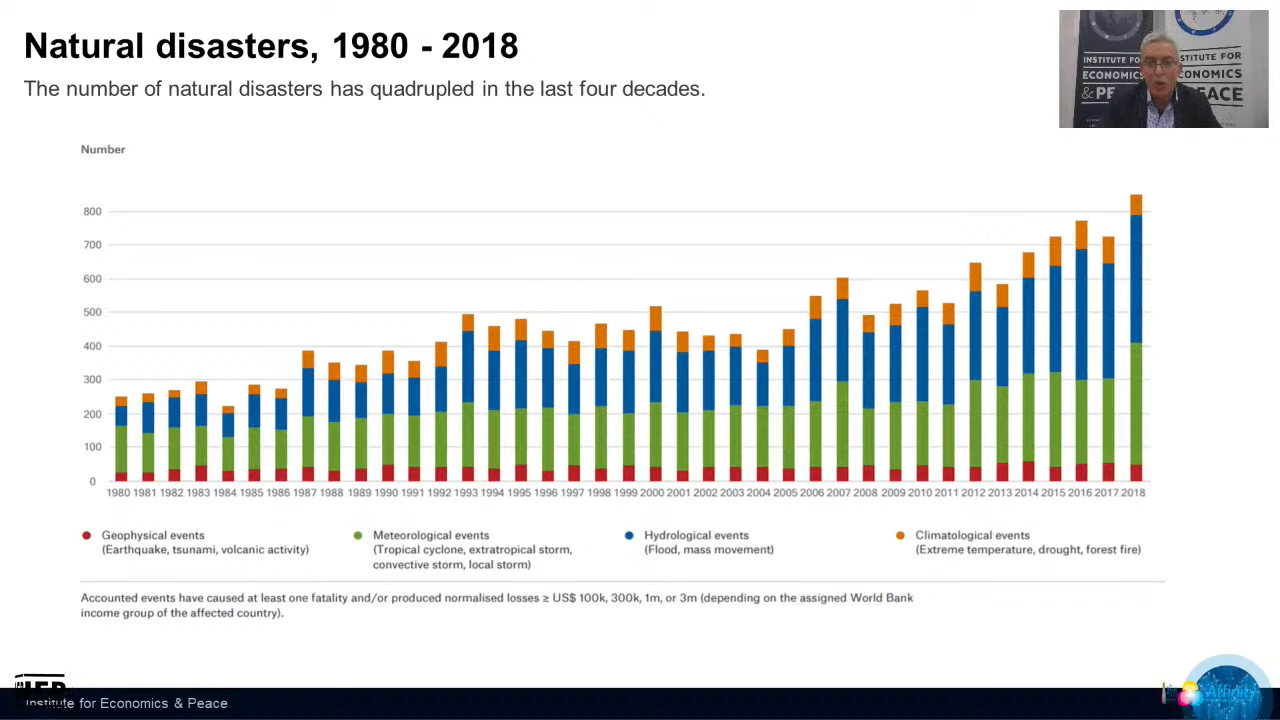 Natural disasters, 1980 - 2018
The number of natural disasters has quadrupled in the last four decades.
INSTITUTE FOR
ECONOMICS
& PE
STITUTE FOR
CONOMICS
EACE
Number
800
700
600
500
400
300
200
100
0
1980 1981 1982 1983 1984 1985 1986 1987 1988 1989 1990 1991 1992 1993 1994 1995 1996 1997 1998 1999 2000 2001 2002 2003 2004 2005 2006 2007 2008 2009 2010 2011 2012 2013 2014 2015 2016 2017 2018
Geophysical events
(Earthquake, tsunami, volcanic activity)
Meteorological events
(Tropical cyclone, extratropical storm,
convective storm, local storm)
Hydrological events
(Flood, mass movement)
Climatological events
(Extreme temperature, drought, forest fire)
Accounted events have caused at least one fatality and/or produced normalised losses ≥ US$ 100k, 300k, 1m, or 3m (depending on the assigned World Bank
income group of the affected country).
Institute for Economics & Peace
Affinity